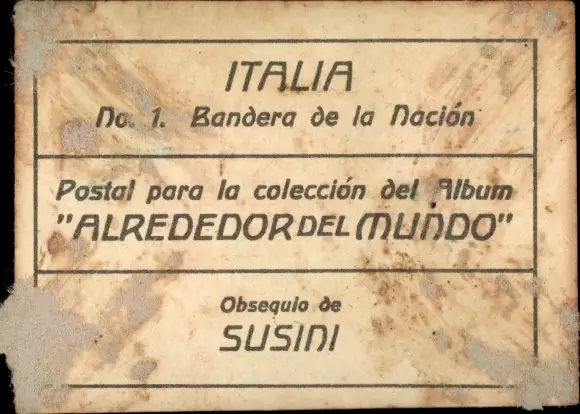 ITALIA
No. 1. Bandera de la Nación
Postal para la colección del Album
"ALREDEDOR DEL MUNDO"
Obsequio de
SUSINI